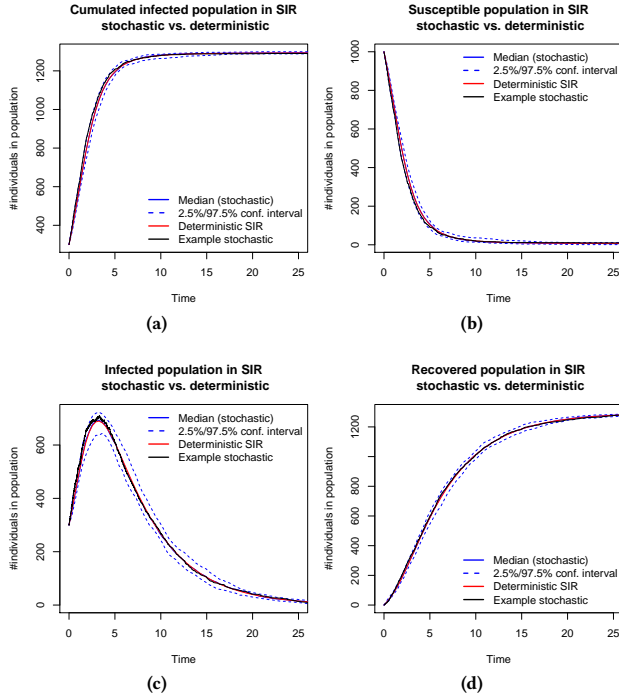 Cumulated infected population in SIR
stochastic vs. deterministic
#individuals in population
400
600
800
1000
1200
Median (stochastic)
2.5%/97.5% conf. interval
Deterministic SIR
Example stochastic
0
5
10
15
20
25
Time
(a)
Susceptible population in SIR
stochastic vs. deterministic
#individuals in population
0
200
400
600
800
1000
Median (stochastic)
2.5%/97.5% conf. interval
Deterministic SIR
Example stochastic
0
5
10
15
20
25
Time
(b)
Infected population in SIR
stochastic vs. deterministic
#individuals in population
0
200
400
600
Median (stochastic)
2.5%/97.5% conf. interval
Deterministic SIR
Example stochastic
0
5
10
15
20
25
Time
(c)
Recovered population in SIR
stochastic vs. deterministic
#individuals in population
0
200
400
600
800
1000
1200
Median (stochastic)
2.5%/97.5% conf. interval
Deterministic SIR
Example stochastic
0
5
10
15
20
25
Time
(d)